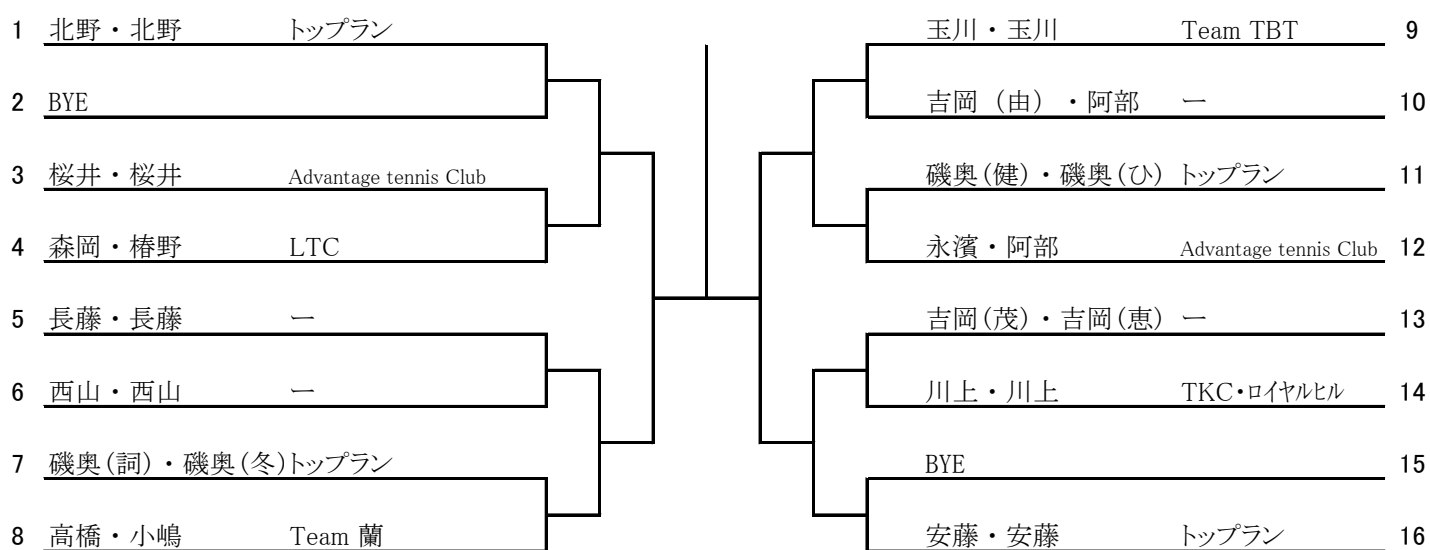 1 北野・北野 トップラン
2 BYE
3 桜井・桜井 Advantage tennis Club
4 森岡・椿野 LTC
5 長藤・長藤 ー
6 西山・西山 ー
7 磯奥(詞)・磯奥(冬)トップラン
8 高橋・小嶋 Team 蘭
玉川・玉川 Team TBT 9
吉岡（由）・阿部 ー 10
磯奥(健)・磯奥(ひ) トップラン 11
永濱・阿部 Advantage tennis Club 12
吉岡(茂)・吉岡(恵) ー 13
川上・川上 TKC・ロイヤルヒル 14
BYE 15
安藤・安藤 トップラン 16